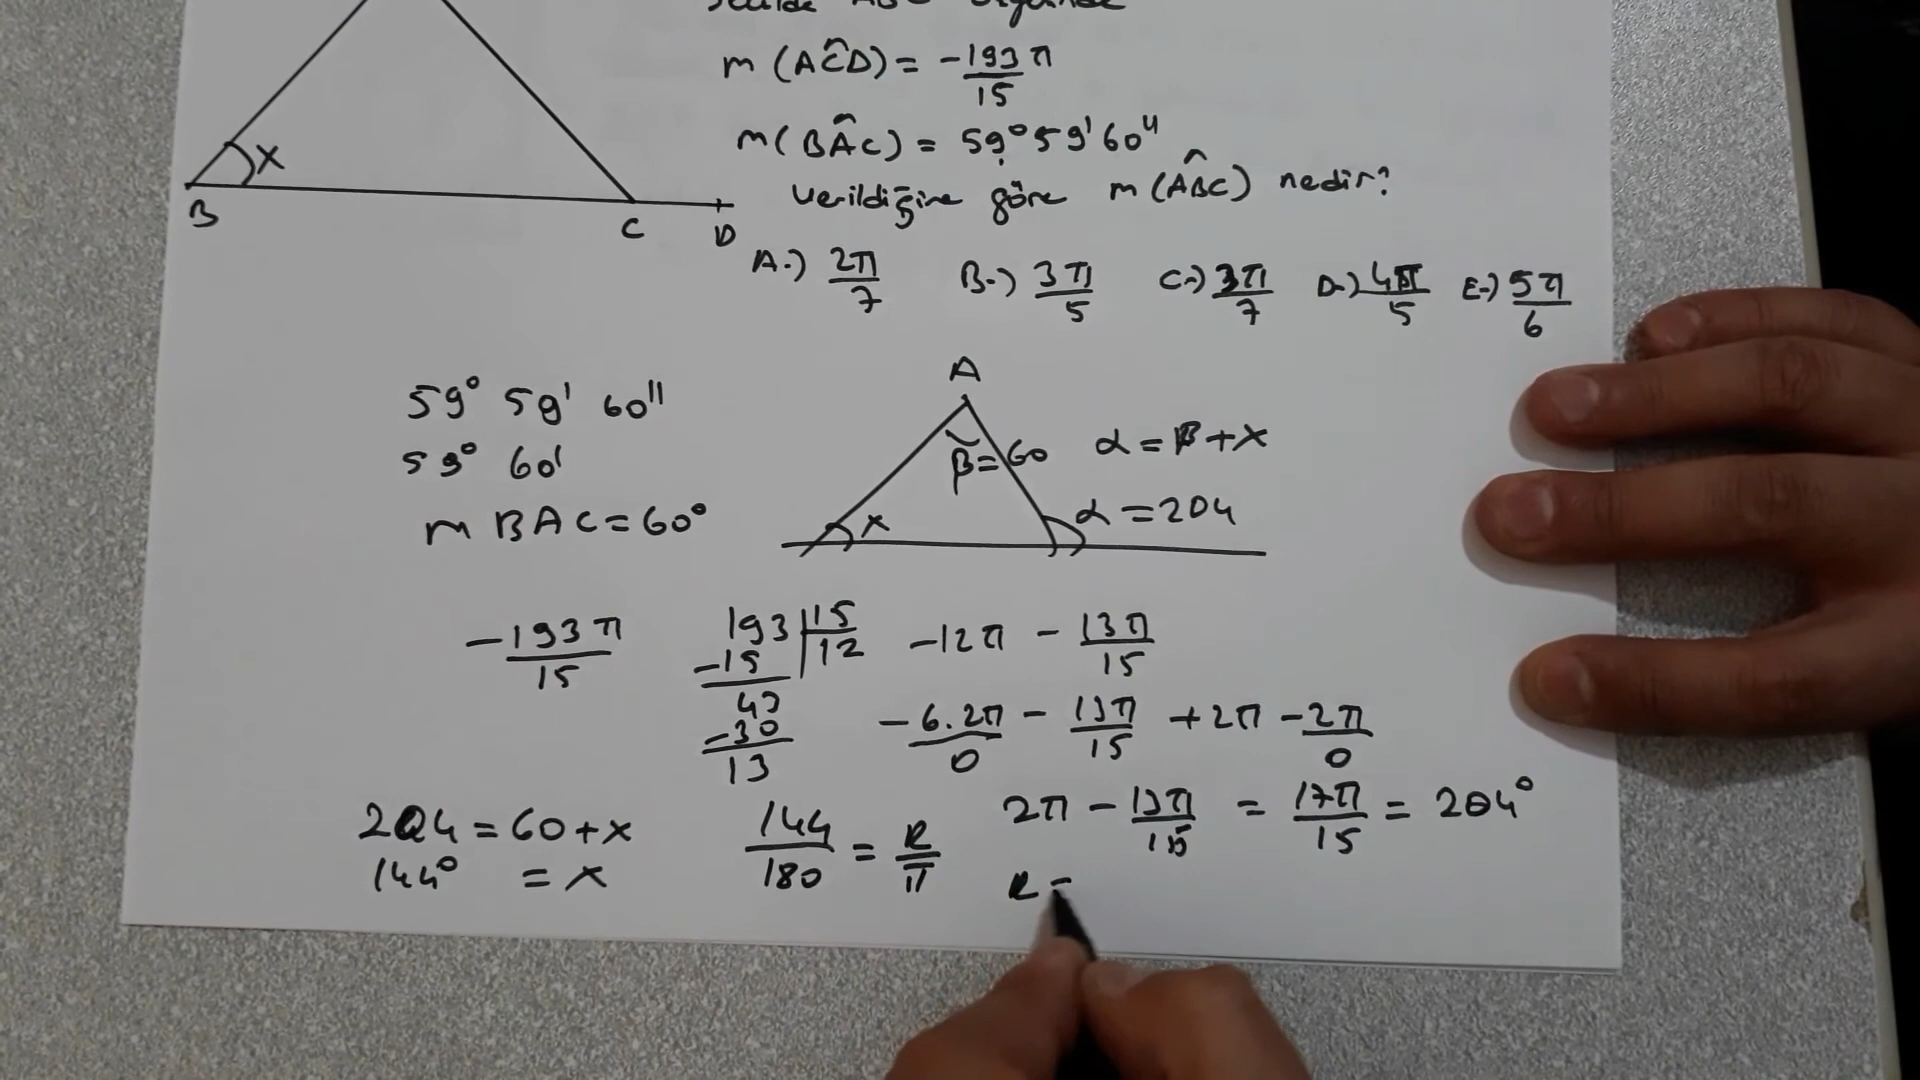 m(AĈD) = -193π/15
m(BÂC) = 59° 59' 60"
verildiğine göre m(ABC) nedir?
x
B
C
D
A-) 2π/7 B-) 3π/5 C-) 3π/7 D-) 4π/5 E-) 5π/6
59° 59' 60"
59° 60'
m BAC = 60°
A
β = 60
α = β + x
x
α = 204
-193π/15
193 | 15
-15 | 12
43
-30
13
-12π - 13π/15
-6.2π/0 - 13π/15 + 2π - 2π/0
2π - 13π/15 = 17π/15 = 204°
204 = 60 + x
144° = x
144/180 = R/π
R =